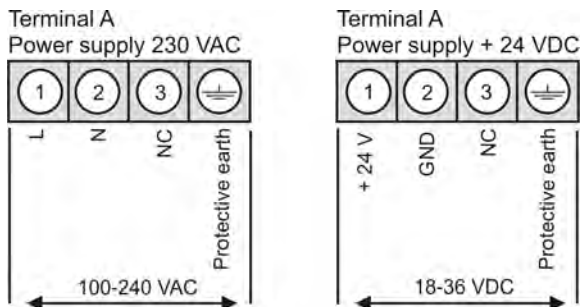 Terminal A
Power supply 230 VAC
1 2 3
L
N
NC
Protective earth
100-240 VAC
Terminal A
Power supply + 24 VDC
1 2 3
+ 24 V
GND
NC
Protective earth
18-36 VDC